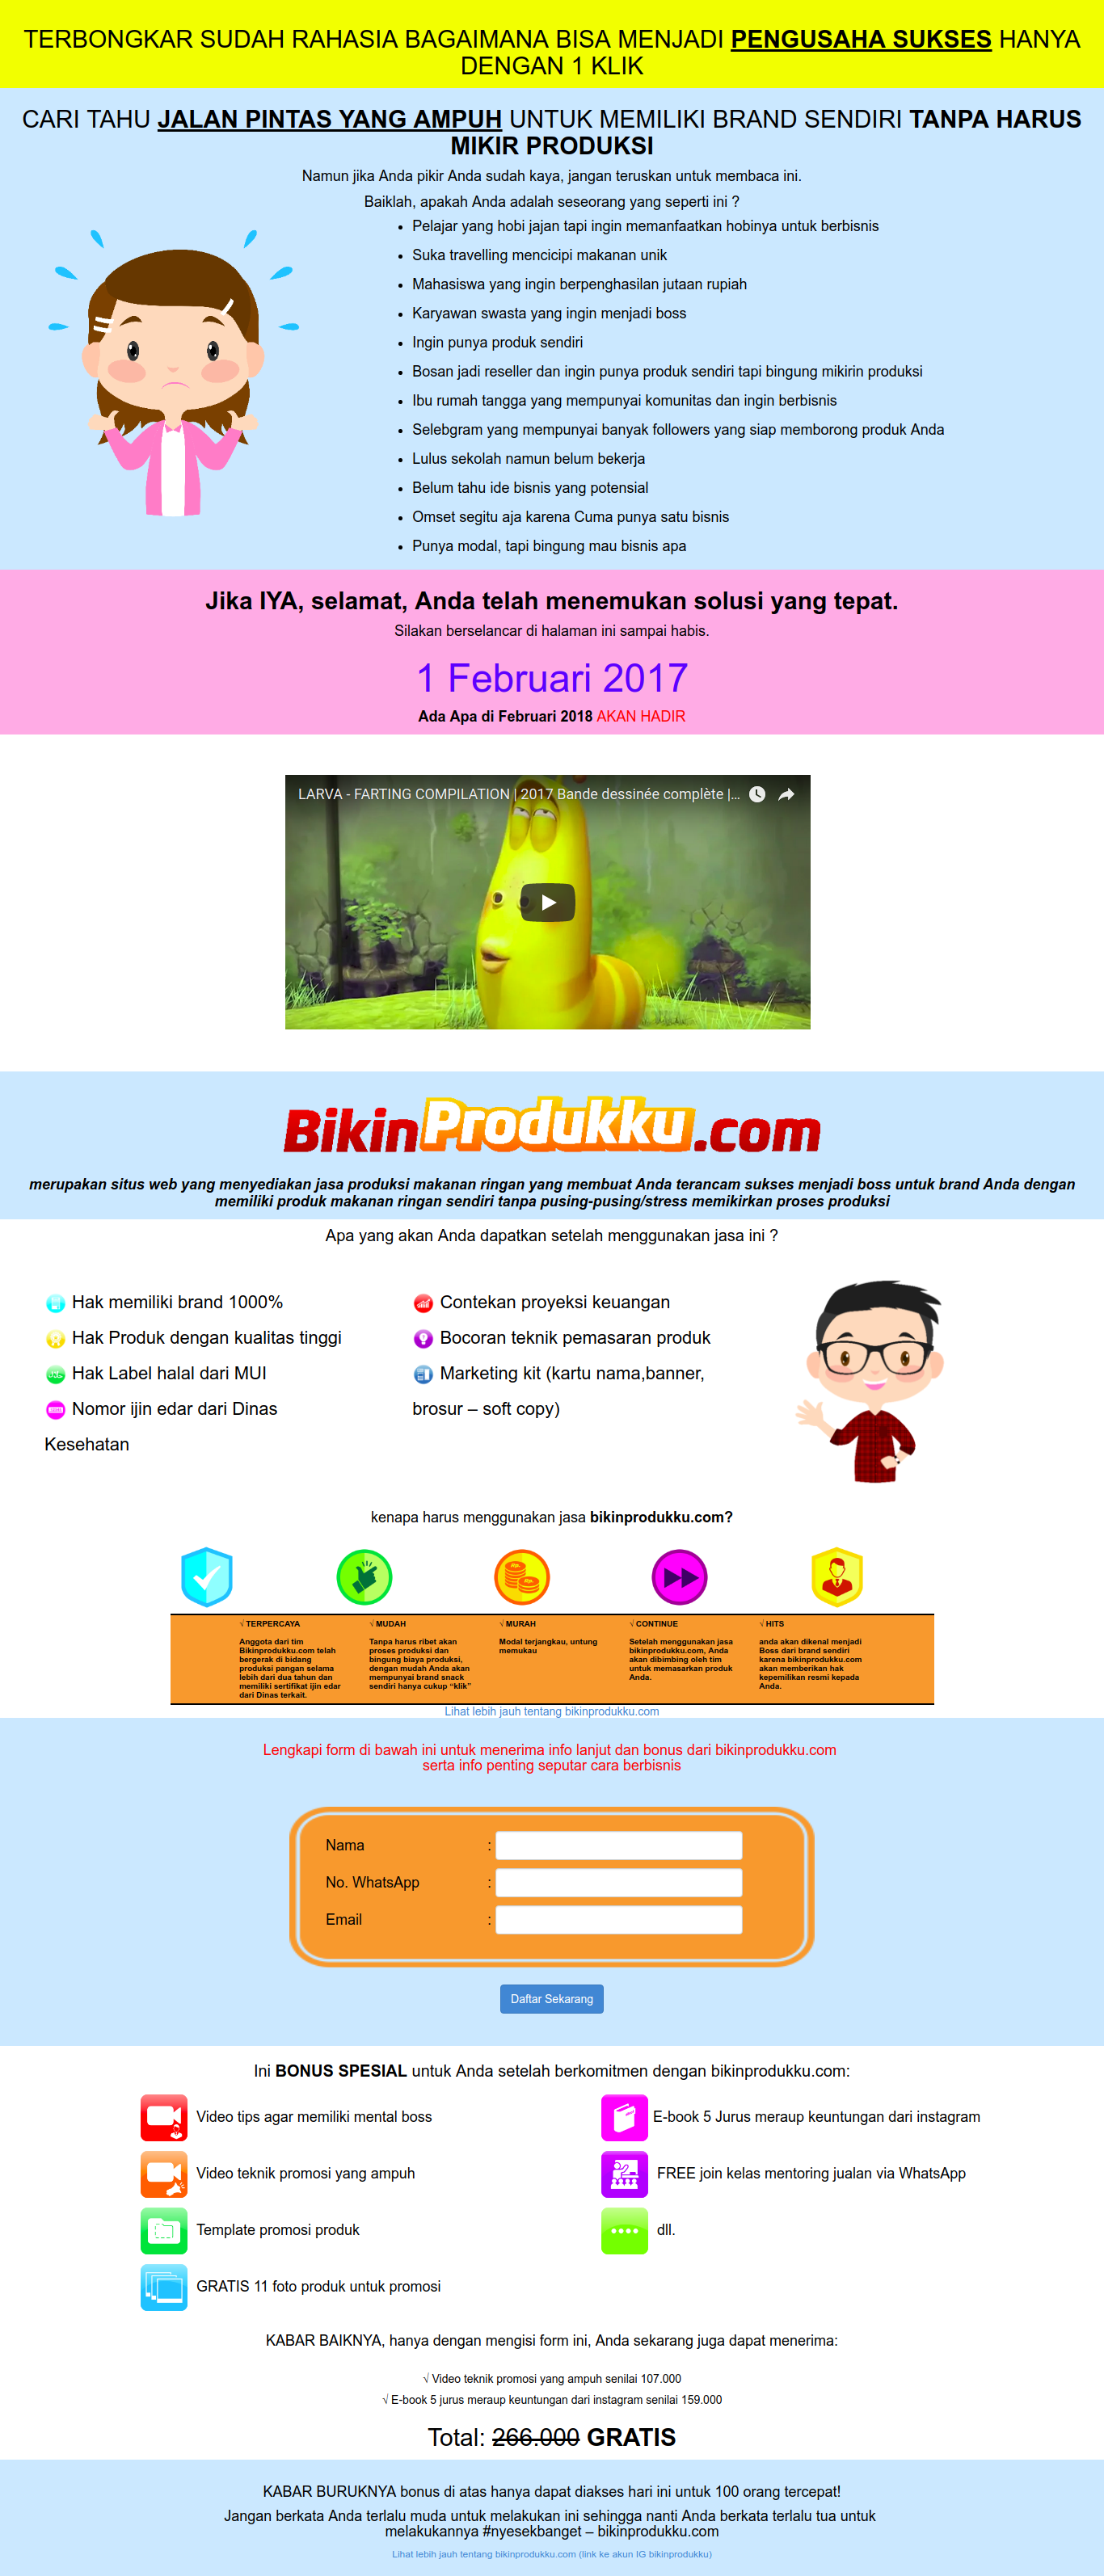 TERBONGKAR SUDAH RAHASIA BAGAIMANA BISA MENJADI PENGUSAHA SUKSES HANYA
DENGAN 1 KLIK
CARI TAHU JALAN PINTAS YANG AMPUH UNTUK MEMILIKI BRAND SENDIRI TANPA HARUS
MIKIR PRODUKSI
Namun jika Anda pikir Anda sudah kaya, jangan teruskan untuk membaca ini.
Baiklah, apakah Anda adalah seseorang yang seperti ini ?
• Pelajar yang hobi jajan tapi ingin memanfaatkan hobinya untuk berbisnis
• Suka travelling mencicipi makanan unik
• Mahasiswa yang ingin berpenghasilan jutaan rupiah
• Karyawan swasta yang ingin menjadi boss
• Ingin punya produk sendiri
• Bosan jadi reseller dan ingin punya produk sendiri tapi bingung mikirin produksi
• Ibu rumah tangga yang mempunyai komunitas dan ingin berbisnis
• Selebgram yang mempunyai banyak followers yang siap memborong produk Anda
• Lulus sekolah namun belum bekerja
• Belum tahu ide bisnis yang potensial
• Omset segitu aja karena Cuma punya satu bisnis
• Punya modal, tapi bingung mau bisnis apa
Jika IYA, selamat, Anda telah menemukan solusi yang tepat.
Silakan berselancar di halaman ini sampai habis.
1 Februari 2017
Ada Apa di Februari 2018 AKAN HADIR
LARVA - FARTING COMPILATION | 2017 Bande dessinée complète |...
BikinProdukku.com
merupakan situs web yang menyediakan jasa produksi makanan ringan yang membuat Anda terancam sukses menjadi boss untuk brand Anda dengan
memiliki produk makanan ringan sendiri tanpa pusing-pusing/stress memikirkan proses produksi
Apa yang akan Anda dapatkan setelah menggunakan jasa ini ?
Hak memiliki brand 1000%
Hak Produk dengan kualitas tinggi
Hak Label halal dari MUI
Nomor ijin edar dari Dinas
Kesehatan
Contekan proyeksi keuangan
Bocoran teknik pemasaran produk
Marketing kit (kartu nama,banner,
brosur – soft copy)
kenapa harus menggunakan jasa bikinprodukku.com?
√ TERPERCAYA
Anggota dari tim
Bikinprodukku.com telah
bergerak di bidang
produksi pangan selama
lebih dari dua tahun dan
memiliki sertifikat ijin edar
dari Dinas terkait.
√ MUDAH
Tanpa harus ribet akan
proses produksi dan
bingung biaya produksi,
dengan mudah Anda akan
mempunyai brand snack
sendiri hanya cukup “klik”
√ MURAH
Modal terjangkau, untung
memukau
√ CONTINUE
Setelah menggunakan jasa
bikinprodukku.com, Anda
akan dibimbing oleh tim
untuk memasarkan produk
Anda.
√ HITS
anda akan dikenal menjadi
Boss dari brand sendiri
karena bikinprodukku.com
akan memberikan hak
kepemilikan resmi kepada
Anda.
Lihat lebih jauh tentang bikinprodukku.com
Lengkapi form di bawah ini untuk menerima info lanjut dan bonus dari bikinprodukku.com
serta info penting seputar cara berbisnis
Nama :
No. WhatsApp :
Email :
Daftar Sekarang
Ini BONUS SPESIAL untuk Anda setelah berkomitmen dengan bikinprodukku.com:
Video tips agar memiliki mental boss
Video teknik promosi yang ampuh
Template promosi produk
GRATIS 11 foto produk untuk promosi
E-book 5 Jurus meraup keuntungan dari instagram
FREE join kelas mentoring jualan via WhatsApp
dll.
KABAR BAIKNYA, hanya dengan mengisi form ini, Anda sekarang juga dapat menerima:
√ Video teknik promosi yang ampuh senilai 107.000
√ E-book 5 jurus meraup keuntungan dari instagram senilai 159.000
Total: 266.000 GRATIS
KABAR BURUKNYA bonus di atas hanya dapat diakses hari ini untuk 100 orang tercepat!
Jangan berkata Anda terlalu muda untuk melakukan ini sehingga nanti Anda berkata terlalu tua untuk
melakukannya #nyesekbanget – bikinprodukku.com
Lihat lebih jauh tentang bikinprodukku.com (link ke akun IG bikinprodukku)